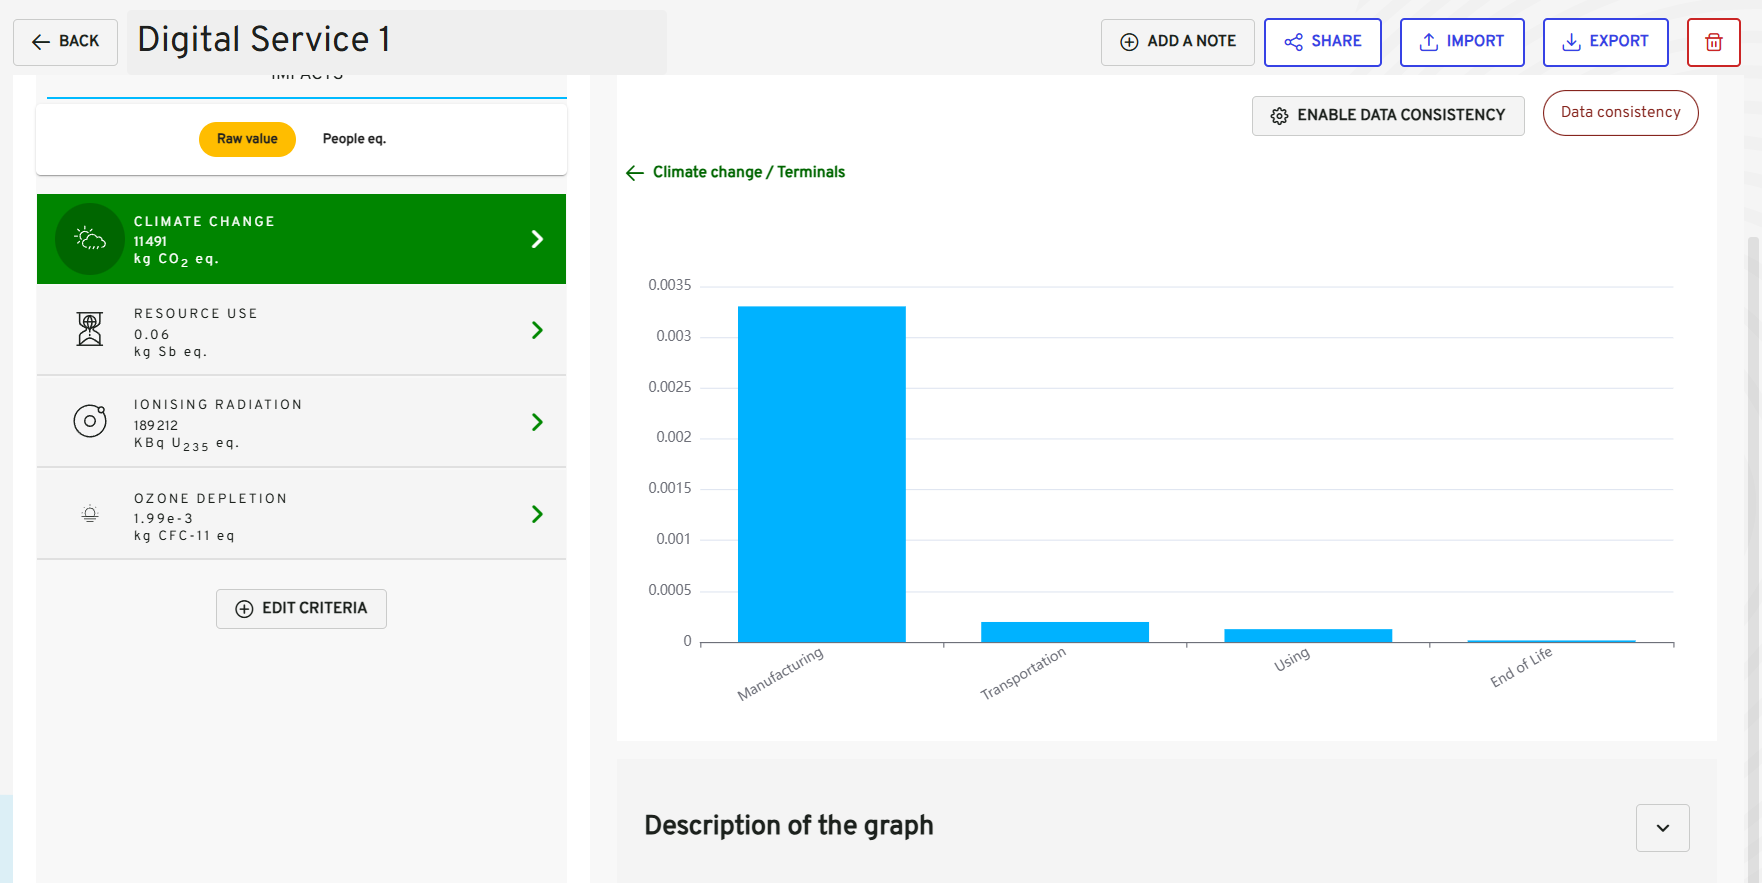 BACK
Digital Service 1
ADD A NOTE
SHARE
IMPORT
EXPORT
IMPACTS
Raw value
People eq.
CLIMATE CHANGE
11491
kg CO2 eq.
RESOURCE USE
0.06
kg Sb eq.
IONISING RADIATION
189212
KBq U235 eq.
OZONE DEPLETION
1.99e-3
kg CFC-11 eq
EDIT CRITERIA
ENABLE DATA CONSISTENCY
Data consistency
Climate change / Terminals
0.0035
0.003
0.0025
0.002
0.0015
0.001
0.0005
0
Manufacturing
Transportation
Using
End of Life
Description of the graph